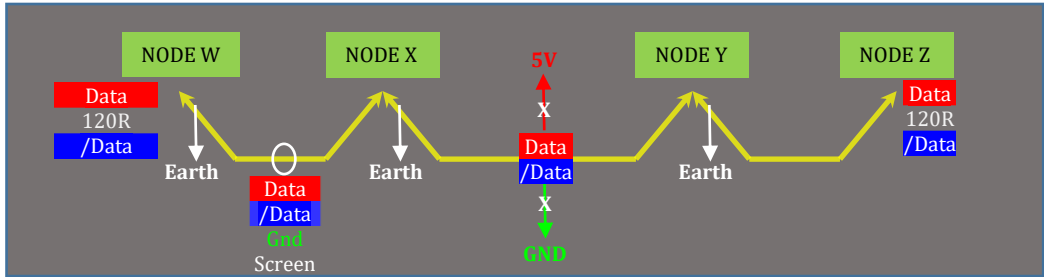 NODE W
NODE X
NODE Y
NODE Z
5V
Data
120R
/Data
X
Data
120R
/Data
Data
/Data
Earth
Earth
Earth
Data
/Data
Gnd
Screen
X
GND